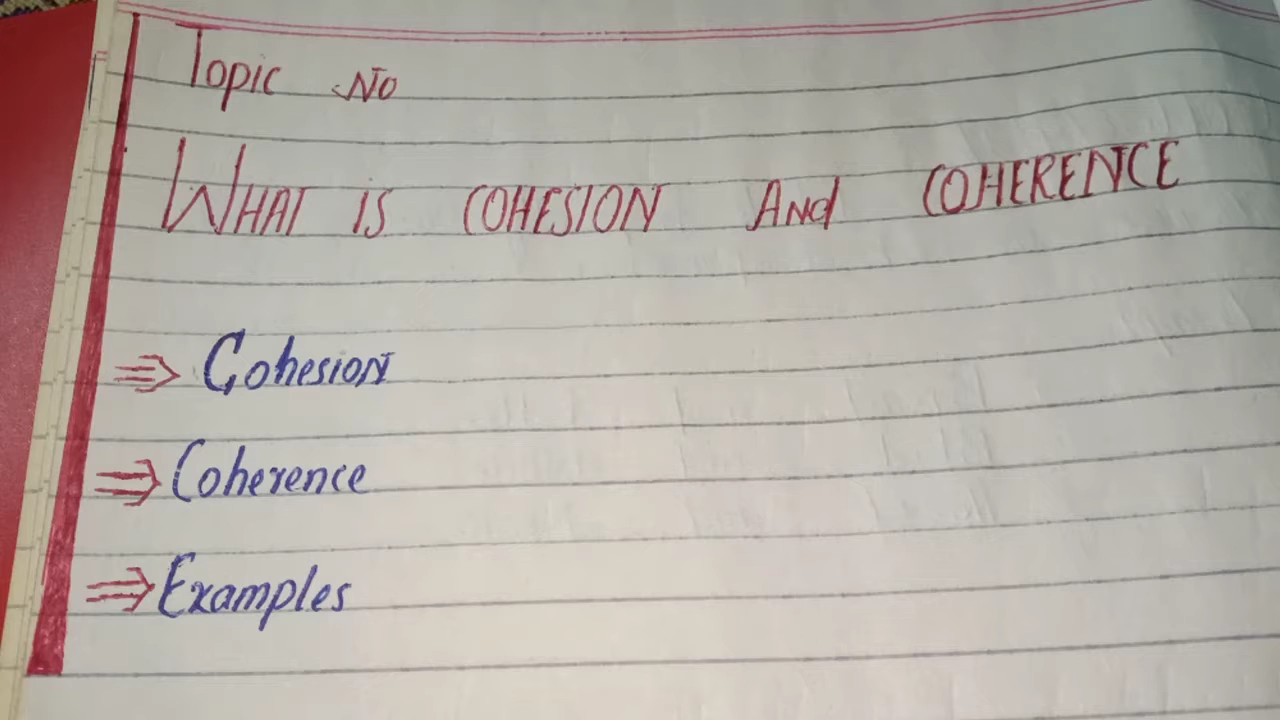 Topic No
WHAT IS COHESION ANd COHERENCE
⇒ Cohesion
⇒ Coherence
⇒ Examples